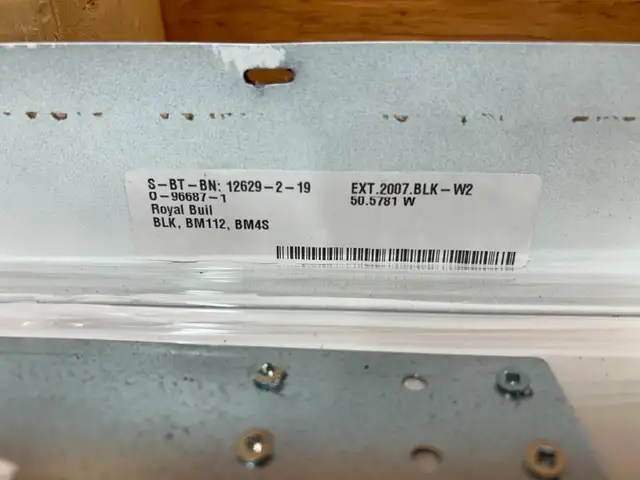 S-BT-BN: 12629-2-19
O-96687-1
Royal Buil
BLK, BM112, BM4S
EXT.2007.BLK-W2
50.5781 W